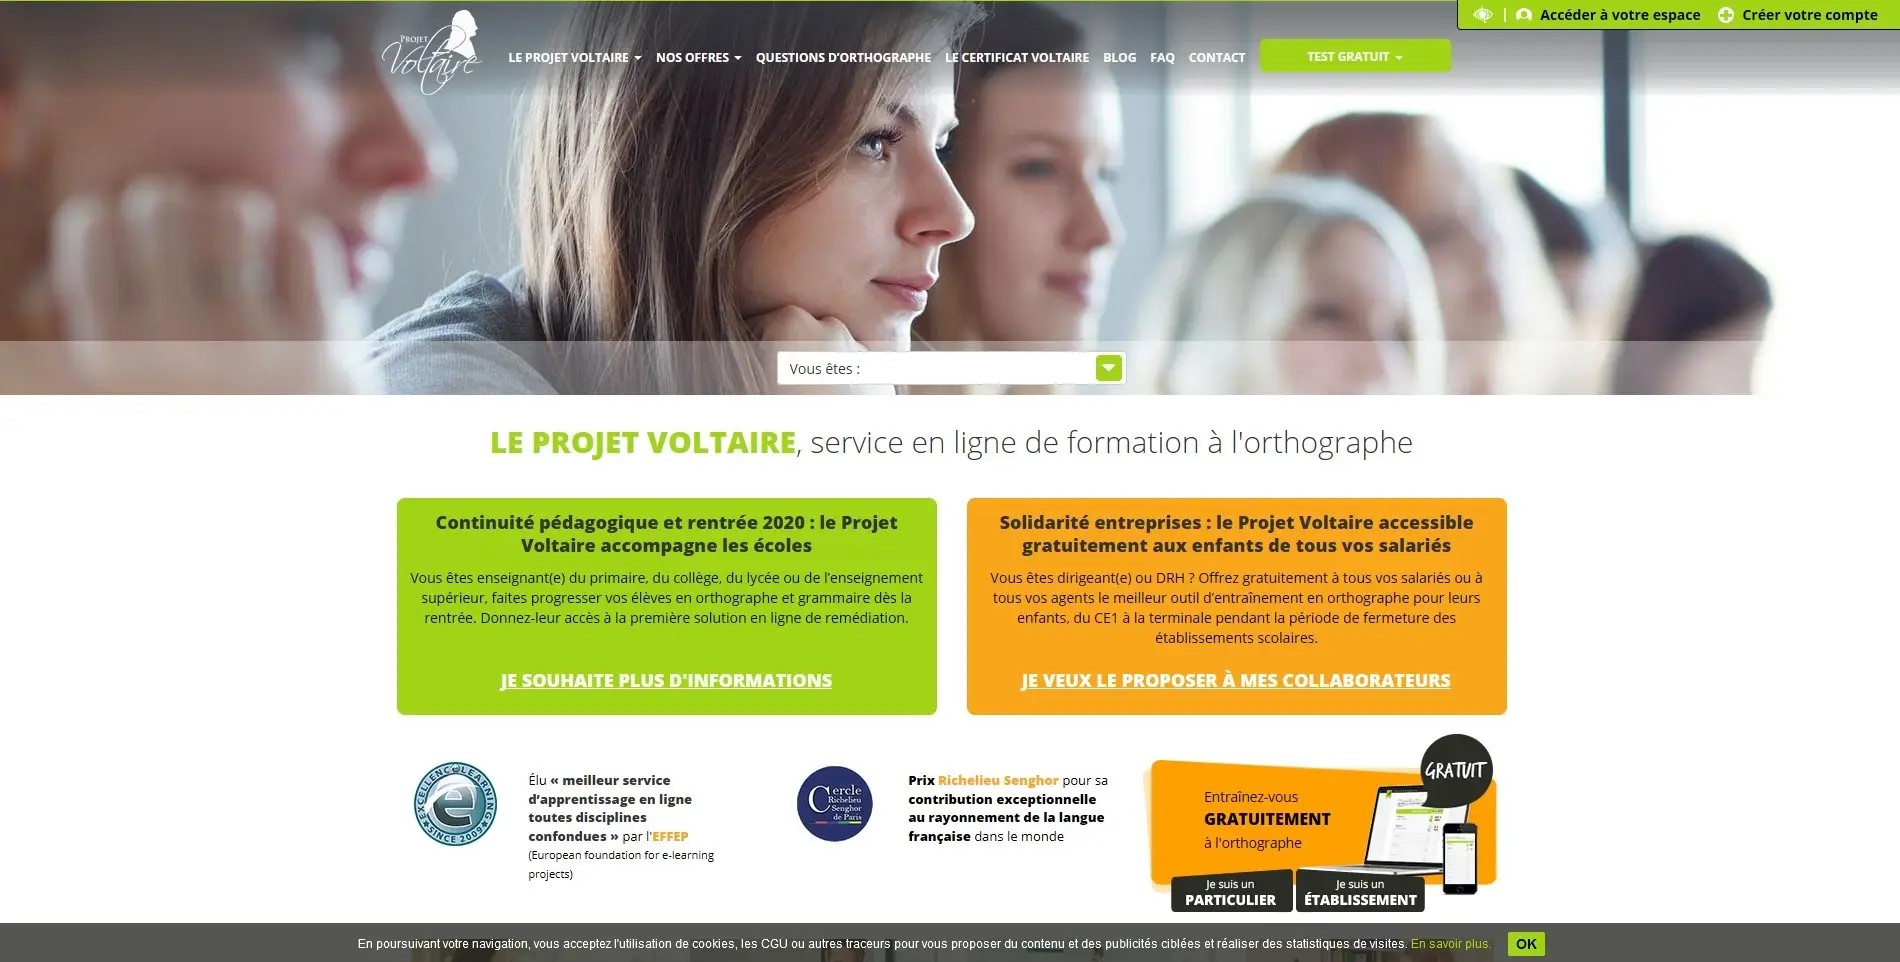 Accéder à votre espace
Créer votre compte
PROJET
Voltaire
LE PROJET VOLTAIRE
NOS OFFRES
QUESTIONS D'ORTHOGRAPHE
LE CERTIFICAT VOLTAIRE
BLOG
FAQ
CONTACT
TEST GRATUIT
Vous êtes :
LE PROJET VOLTAIRE, service en ligne de formation à l'orthographe
Continuité pédagogique et rentrée 2020 : le Projet
Voltaire accompagne les écoles
Vous êtes enseignant(e) du primaire, du collège, du lycée ou de l’enseignement
supérieur, faites progresser vos élèves en orthographe et grammaire dès la
rentrée. Donnez-leur accès à la première solution en ligne de remédiation.
JE SOUHAITE PLUS D'INFORMATIONS
Solidarité entreprises : le Projet Voltaire accessible
gratuitement aux enfants de tous vos salariés
Vous êtes dirigeant(e) ou DRH ? Offrez gratuitement à tous vos salariés ou à
tous vos agents le meilleur outil d’entraînement en orthographe pour leurs
enfants, du CE1 à la terminale pendant la période de fermeture des
établissements scolaires.
JE VEUX LE PROPOSER À MES COLLABORATEURS
EXCELLENC LEARNING
e
SINCE 2009
Élu « meilleur service
d’apprentissage en ligne
toutes disciplines
confondues » par l'EFFEP
(European foundation for e-learning
projects)
Cercle
Richelieu
Senghor
de Paris
Prix Richelieu Senghor pour sa
contribution exceptionnelle
au rayonnement de la langue
française dans le monde
GRATUIT
Entraînez-vous
GRATUITEMENT
à l'orthographe
Je suis un
PARTICULIER
Je suis un
ÉTABLISSEMENT
En poursuivant votre navigation, vous acceptez l'utilisation de cookies, les CGU ou autres traceurs pour vous proposer du contenu et des publicités ciblées et réaliser des statistiques de visites. En savoir plus.
OK